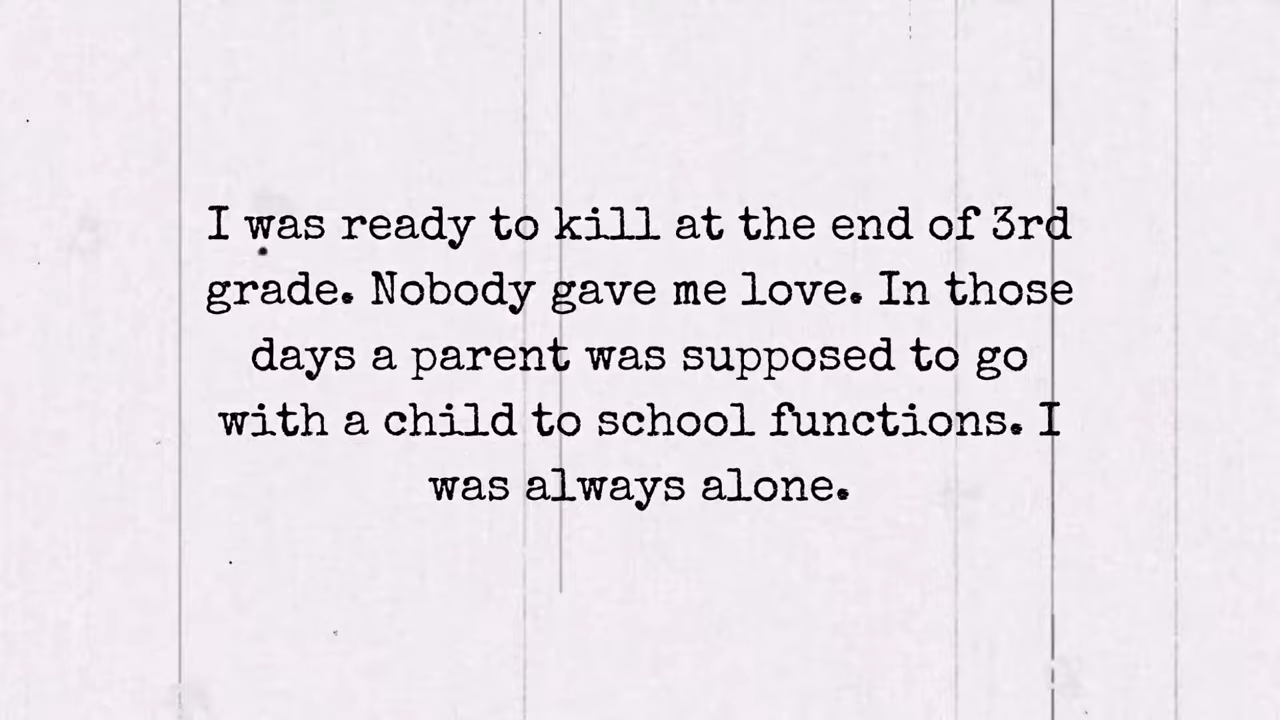 I was ready to kill at the end of 3rd
grade. Nobody gave me love. In those
days a parent was supposed to go
with a child to school functions. I
was always alone.